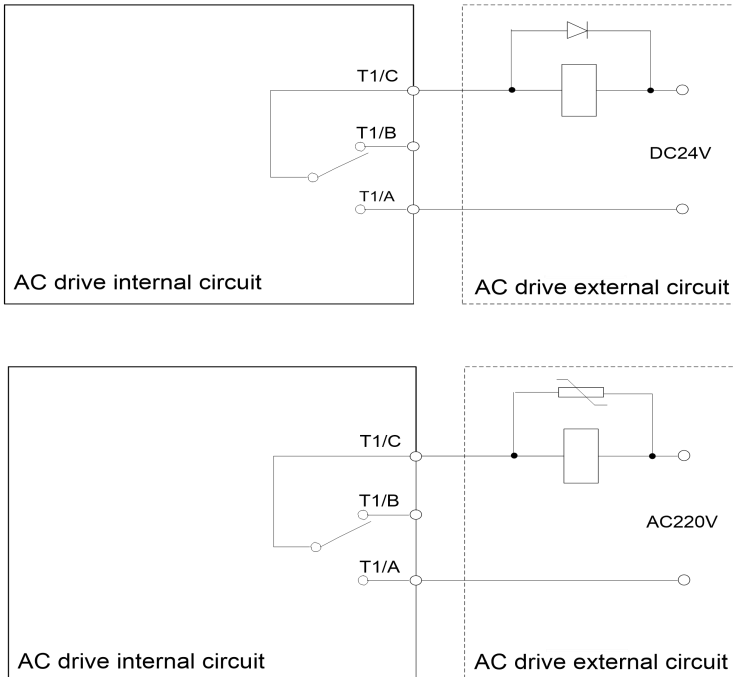 T1/C
T1/B
DC24V
T1/A
AC drive internal circuit
AC drive external circuit
T1/C
T1/B
AC220V
T1/A
AC drive internal circuit
AC drive external circuit